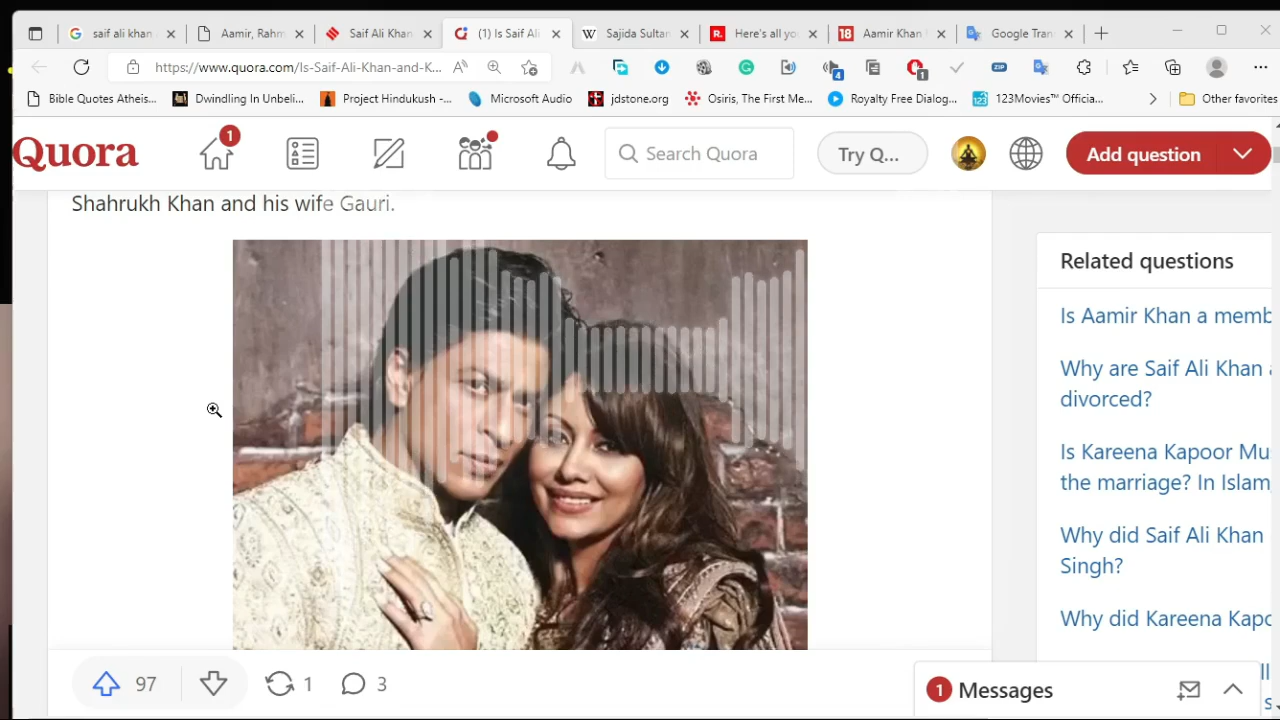 saif ali khan
Aamir, Rahm
Saif Ali Khan
(1) Is Saif Ali
Sajida Sultan
Here's all yo
Aamir Khan
Google Tran
https://www.quora.com/Is-Saif-Ali-Khan-and-K...
Bible Quotes Atheis...
Dwindling In Unbeli...
Project Hindukush -...
Microsoft Audio
jdstone.org
Osiris, The First Me...
Royalty Free Dialog...
123Movies™ Officia...
Other favorites
Quora
1
Search Quora
Try Q...
Add question
Shahrukh Khan and his wife Gauri.
Related questions
Is Aamir Khan a memb
Why are Saif Ali Khan
divorced?
Is Kareena Kapoor Mu
the marriage? In Islam,
Why did Saif Ali Khan
Singh?
Why did Kareena Kapo
97
1
3
1 Messages